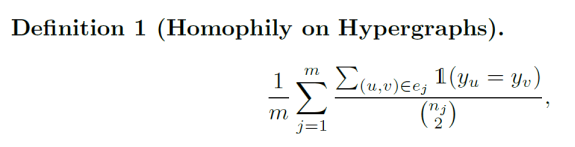 Definition 1 (Homophily on Hypergraphs).
$$\frac{1}{m} \sum_{j=1}^{m} \frac{\sum_{(u,v) \in e_j} \mathbb{1}(y_u = y_v)}{\binom{n_j}{2}},$$